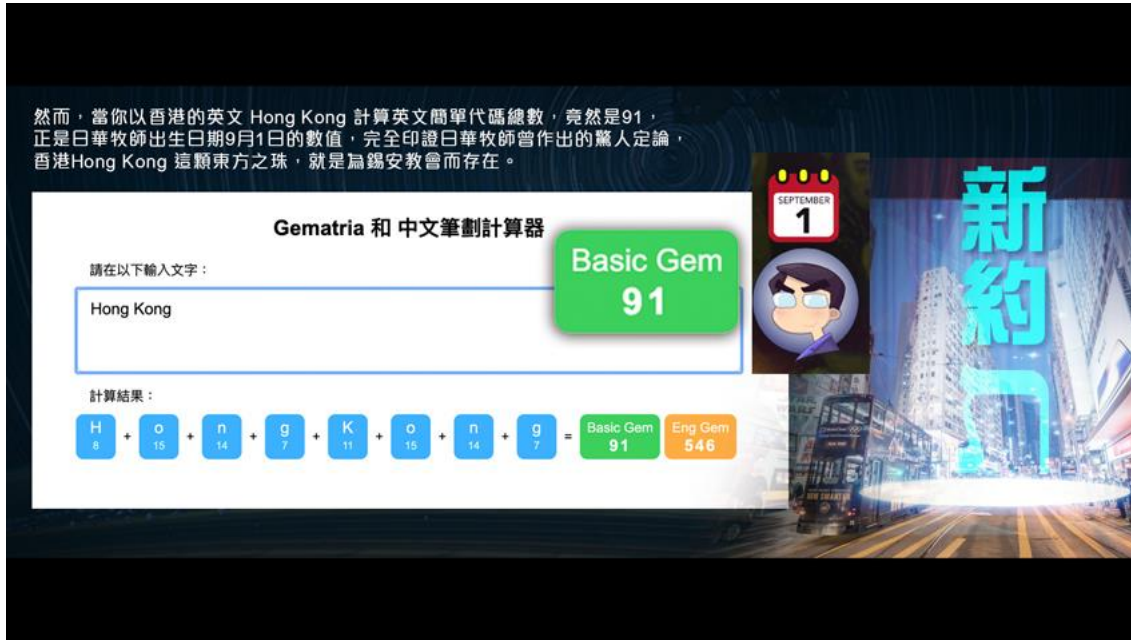 然而，當你以香港的英文 Hong Kong 計算英文簡單代碼總數，竟然是91，
正是日華牧師出生日期9月1日的數值，完全印證日華牧師曾作出的驚人定論，
香港Hong Kong 這顆東方之珠，就是為錫安教會而存在。
SEPTEMBER
1
新約
Gematria 和 中文筆劃計算器
請在以下輸入文字：
Basic Gem
91
Hong Kong
計算結果：
H + o + n + g + K + o + n + g = Basic Gem Eng Gem
8 15 14 7 11 15 14 7 91 546